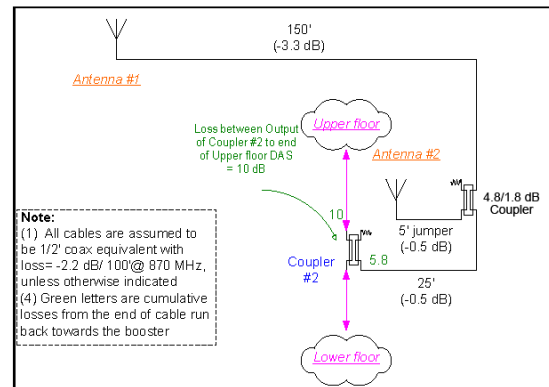 150'
(-3.3 dB)
Antenna #1
Upper floor
Loss between Output
of Coupler #2 to end
of Upper floor DAS
= 10 dB
Antenna #2
4.8/1.8 dB
Coupler
10
5' jumper
(-0.5 dB)
Coupler
#2
5.8
25'
(-0.5 dB)
Note:
(1) All cables are assumed to
be 1/2' coax equivalent with
loss= -2.2 dB/ 100'@ 870 MHz,
unless otherwise indicated
(4) Green letters are cumulative
losses from the end of cable run
back towards the booster
Lower floor